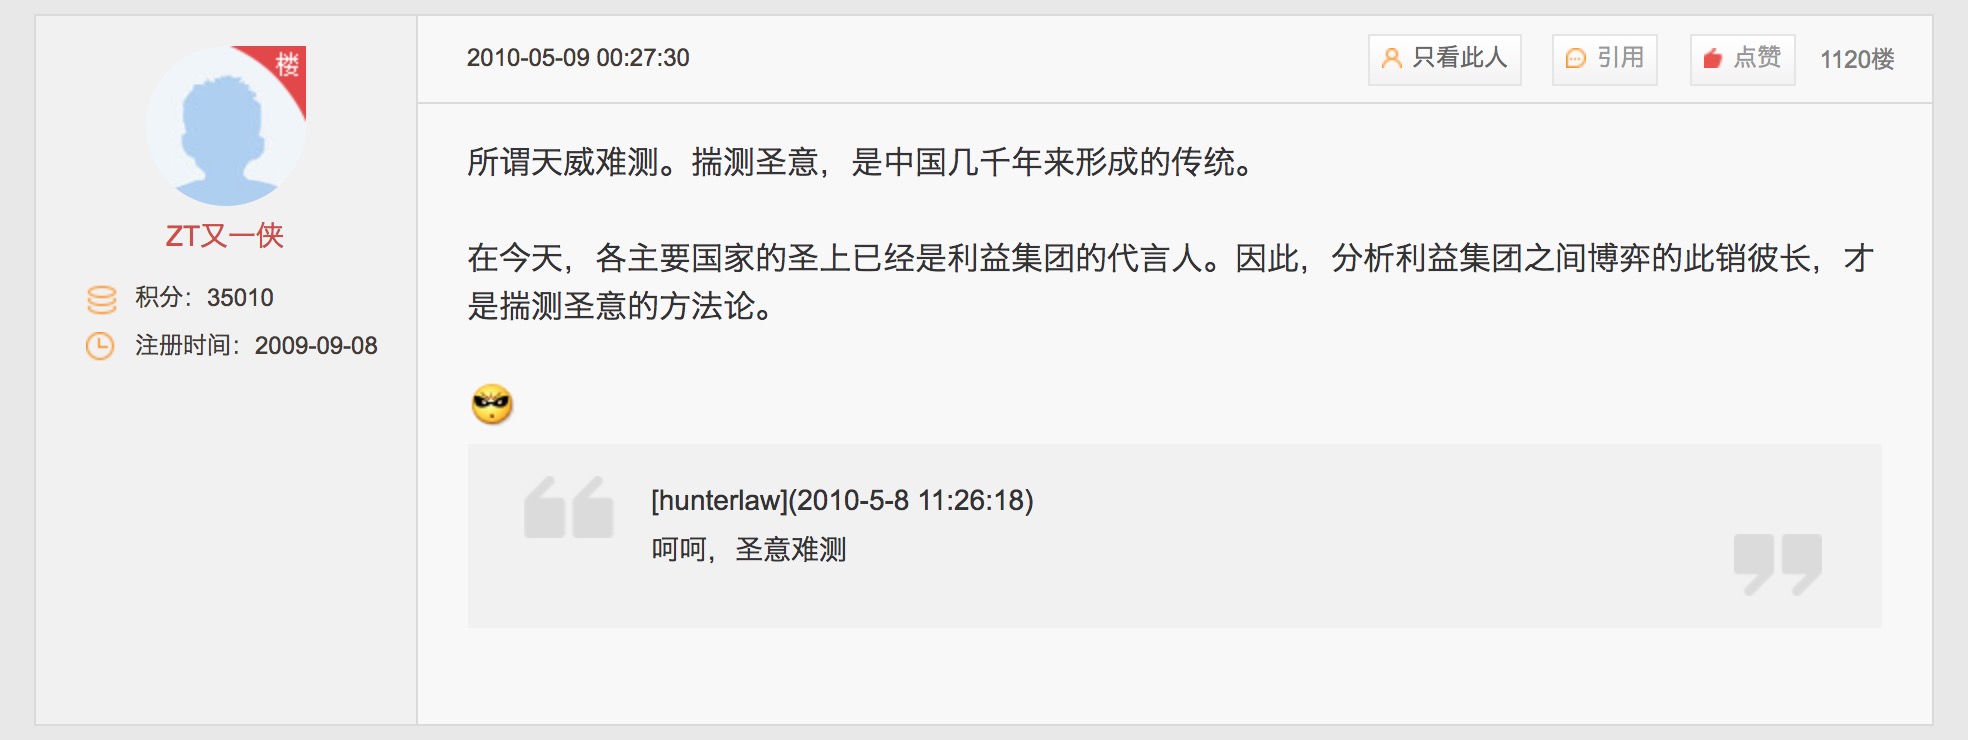 楼
ZT又一侠
积分：35010
注册时间：2009-09-08
2010-05-09 00:27:30
只看此人
引用
点赞
1120楼
所谓天威难测。揣测圣意，是中国几千年来形成的传统。
在今天，各主要国家的圣上已经是利益集团的代言人。因此，分析利益集团之间博弈的此销彼长，才
是揣测圣意的方法论。
[hunterlaw](2010-5-8 11:26:18)
呵呵，圣意难测